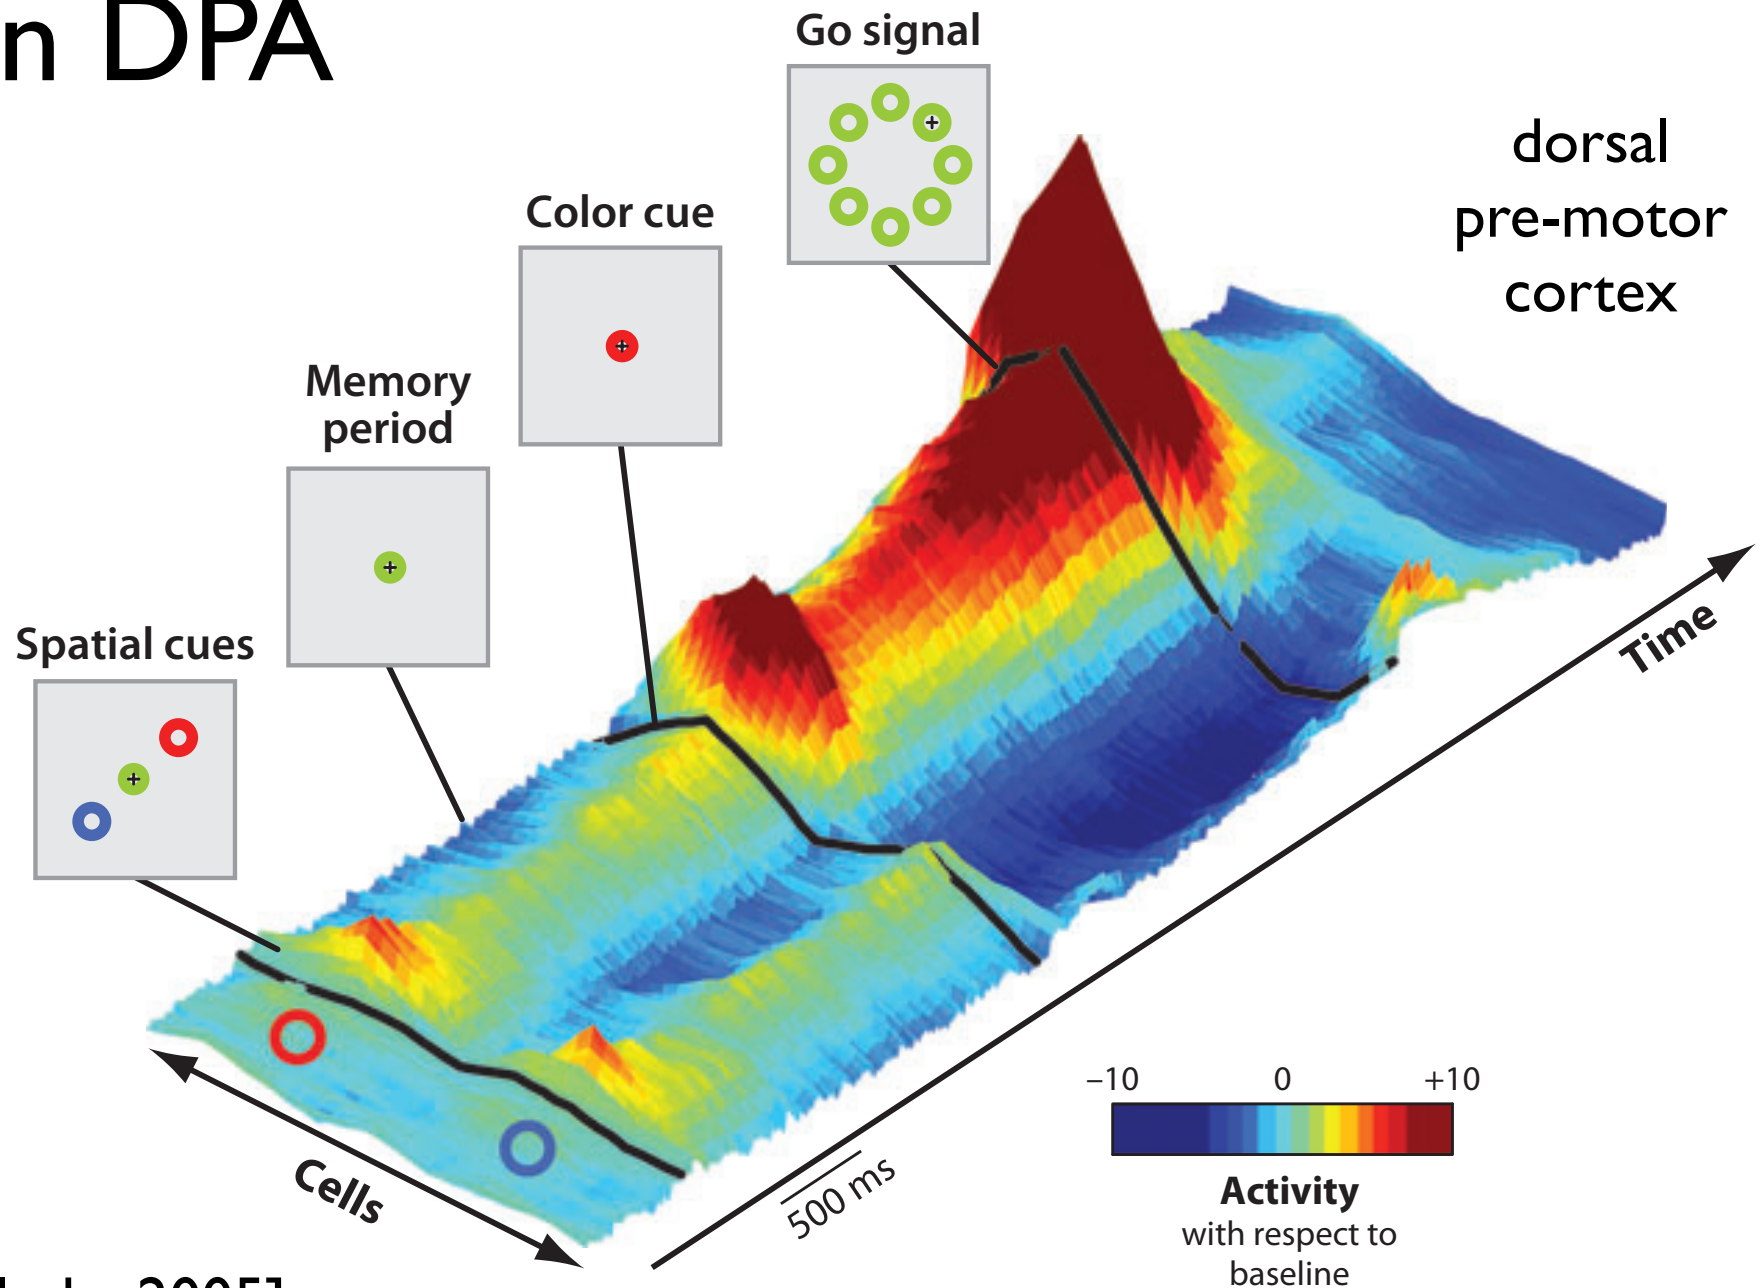 n DPA
Go signal
dorsal
pre-motor
cortex
Color cue
Memory
period
Spatial cues
Time
Cells
500 ms
–10 0 +10
Activity
with respect to
baseline
2005]